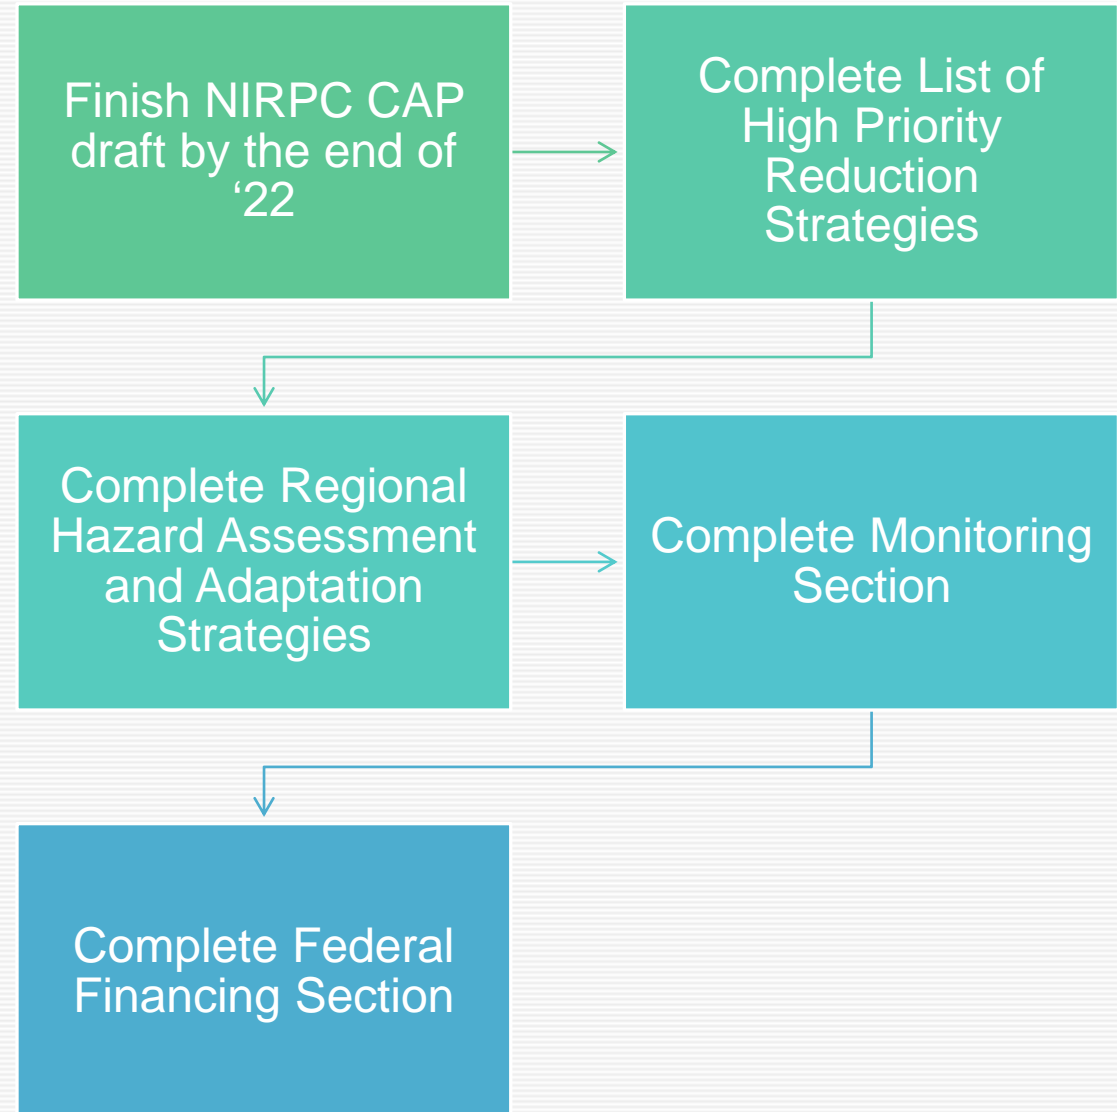 Finish NIRPC CAP
draft by the end of
‘22
Complete List of
High Priority
Reduction
Strategies
Complete Regional
Hazard Assessment
and Adaptation
Strategies
Complete Monitoring
Section
Complete Federal
Financing Section